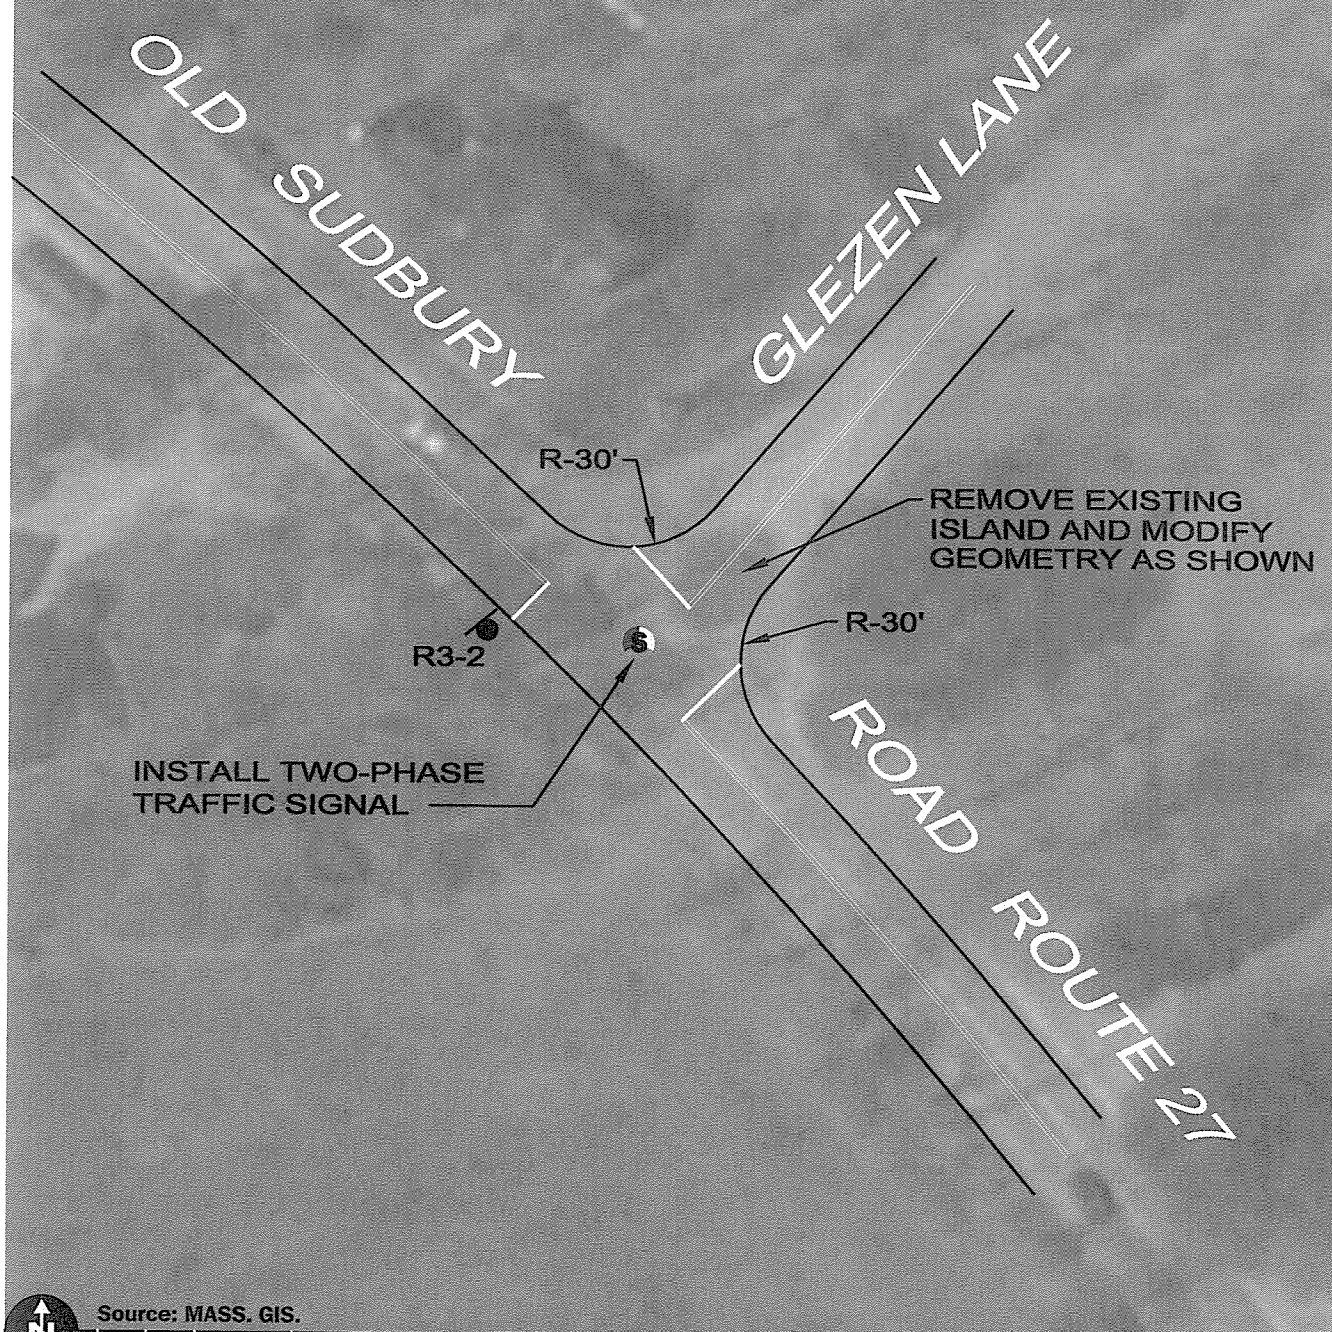 OLD SUDBURY ROAD ROUTE 27
GLEZEN LANE
R-30'
REMOVE EXISTING
ISLAND AND MODIFY
GEOMETRY AS SHOWN
R-30'
S
R3-2
INSTALL TWO-PHASE
TRAFFIC SIGNAL
Source: MASS. GIS.
N